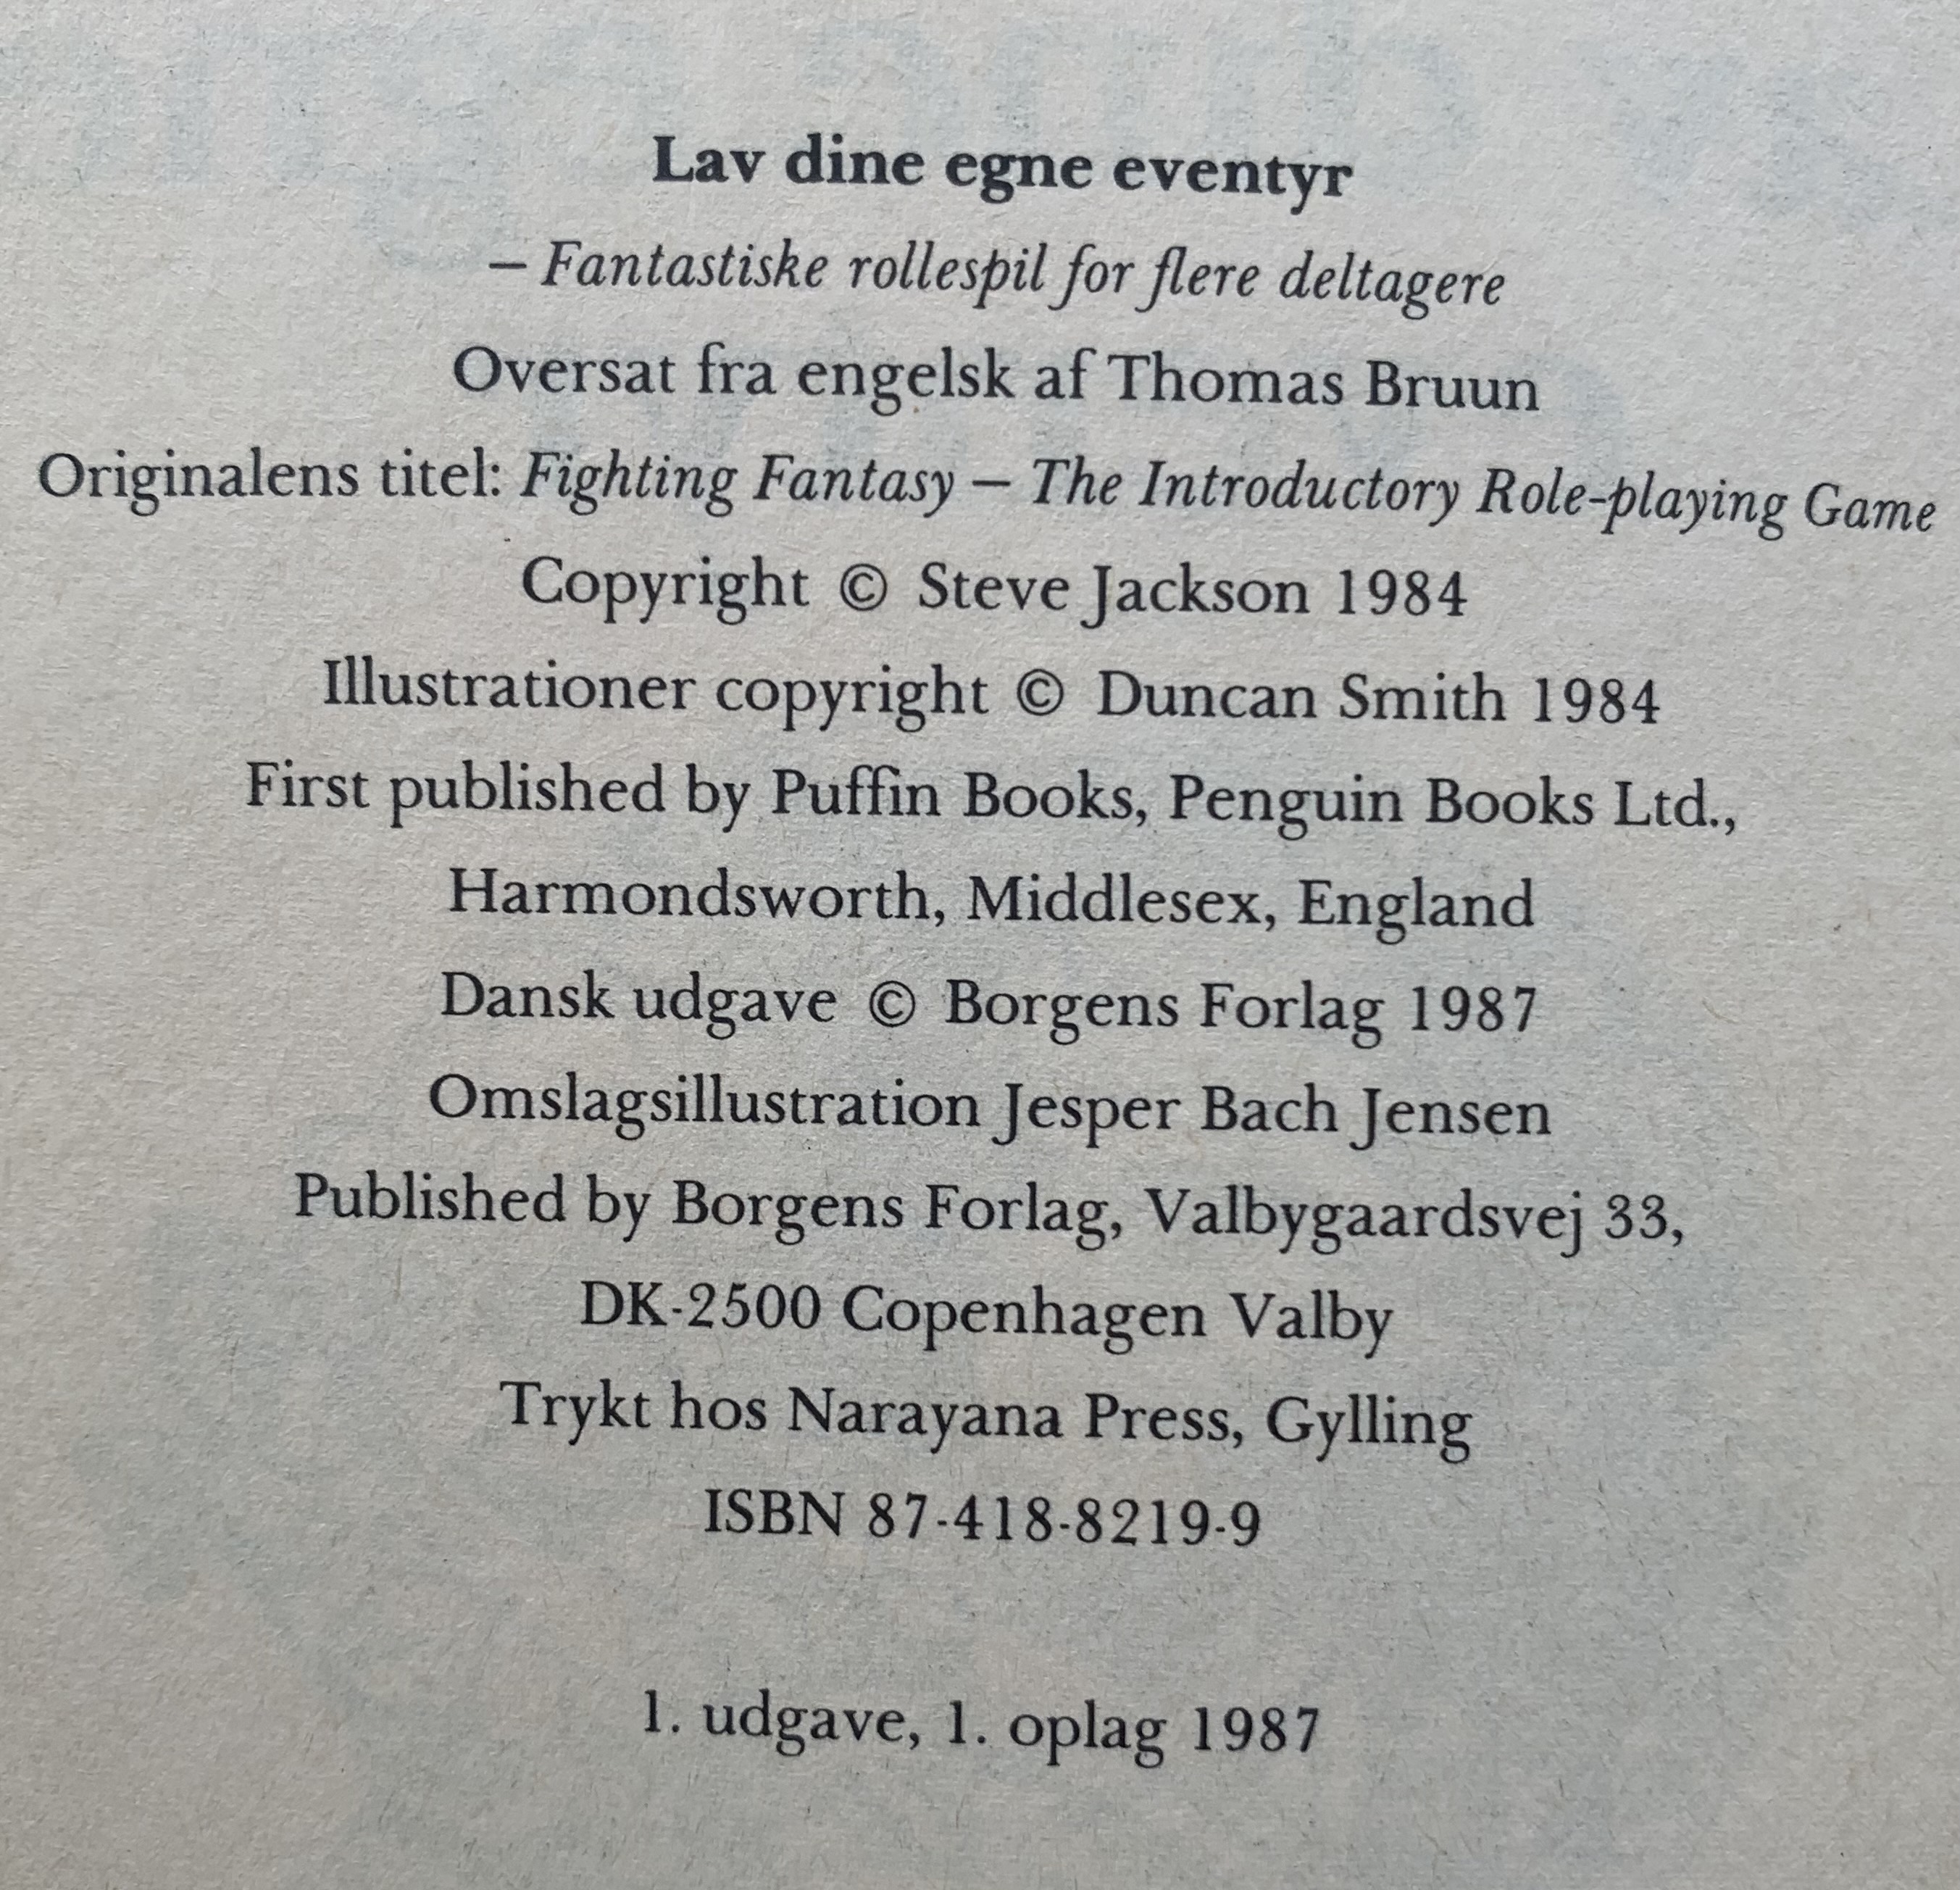 Lav dine egne eventyr
– Fantastiske rollespil for flere deltagere
Oversat fra engelsk af Thomas Bruun
Originalens titel: Fighting Fantasy – The Introductory Role-playing Game
Copyright © Steve Jackson 1984
Illustrationer copyright © Duncan Smith 1984
First published by Puffin Books, Penguin Books Ltd.,
Harmondsworth, Middlesex, England
Dansk udgave © Borgens Forlag 1987
Omslagsillustration Jesper Bach Jensen
Published by Borgens Forlag, Valbygaardsvej 33,
DK-2500 Copenhagen Valby
Trykt hos Narayana Press, Gylling
ISBN 87-418-8219-9
1. udgave, 1. oplag 1987